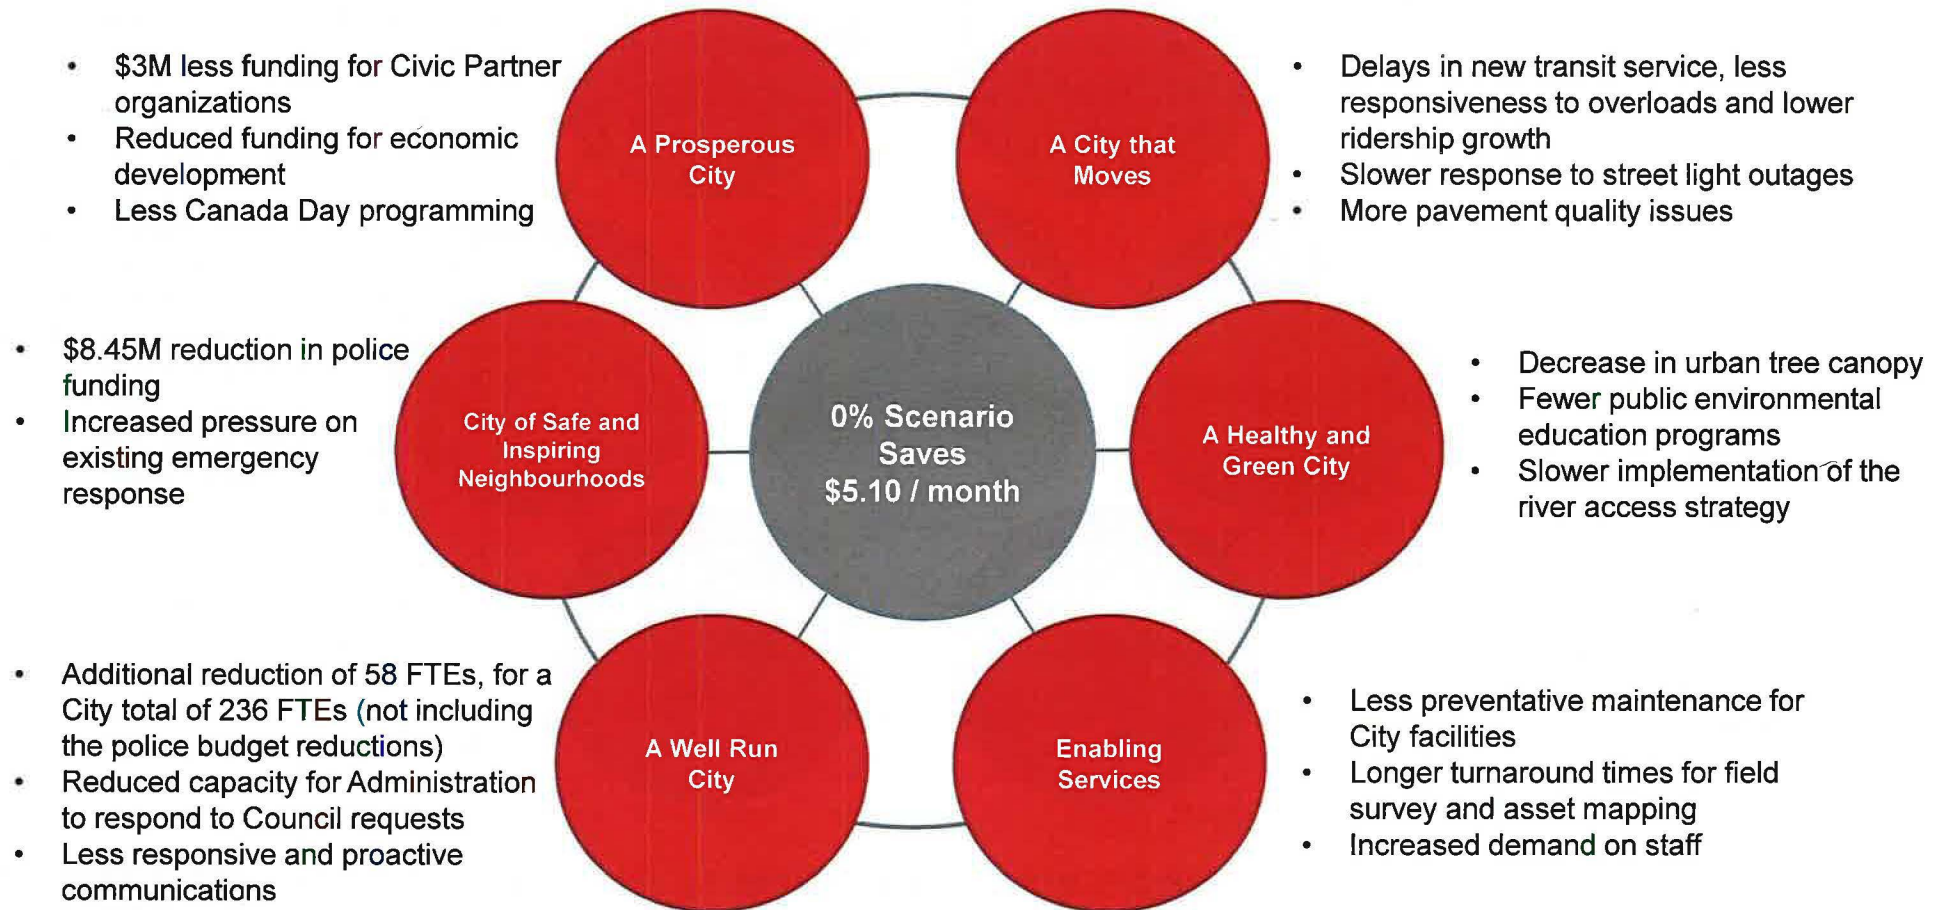 • $3M less funding for Civic Partner
organizations
• Reduced funding for economic
development
• Less Canada Day programming
A Prosperous
City
A City that
Moves
• Delays in new transit service, less
responsiveness to overloads and lower
ridership growth
• Slower response to street light outages
• More pavement quality issues
• $8.45M reduction in police
funding
• Increased pressure on
existing emergency
response
City of Safe and
Inspiring
Neighbourhoods
0% Scenario
Saves
$5.10 / month
A Healthy and
Green City
• Decrease in urban tree canopy
• Fewer public environmental
education programs
• Slower implementation of the
river access strategy
• Additional reduction of 58 FTEs, for a
City total of 236 FTEs (not including
the police budget reductions)
• Reduced capacity for Administration
to respond to Council requests
• Less responsive and proactive
communications
A Well Run
City
Enabling
Services
• Less preventative maintenance for
City facilities
• Longer turnaround times for field
survey and asset mapping
• Increased demand on staff